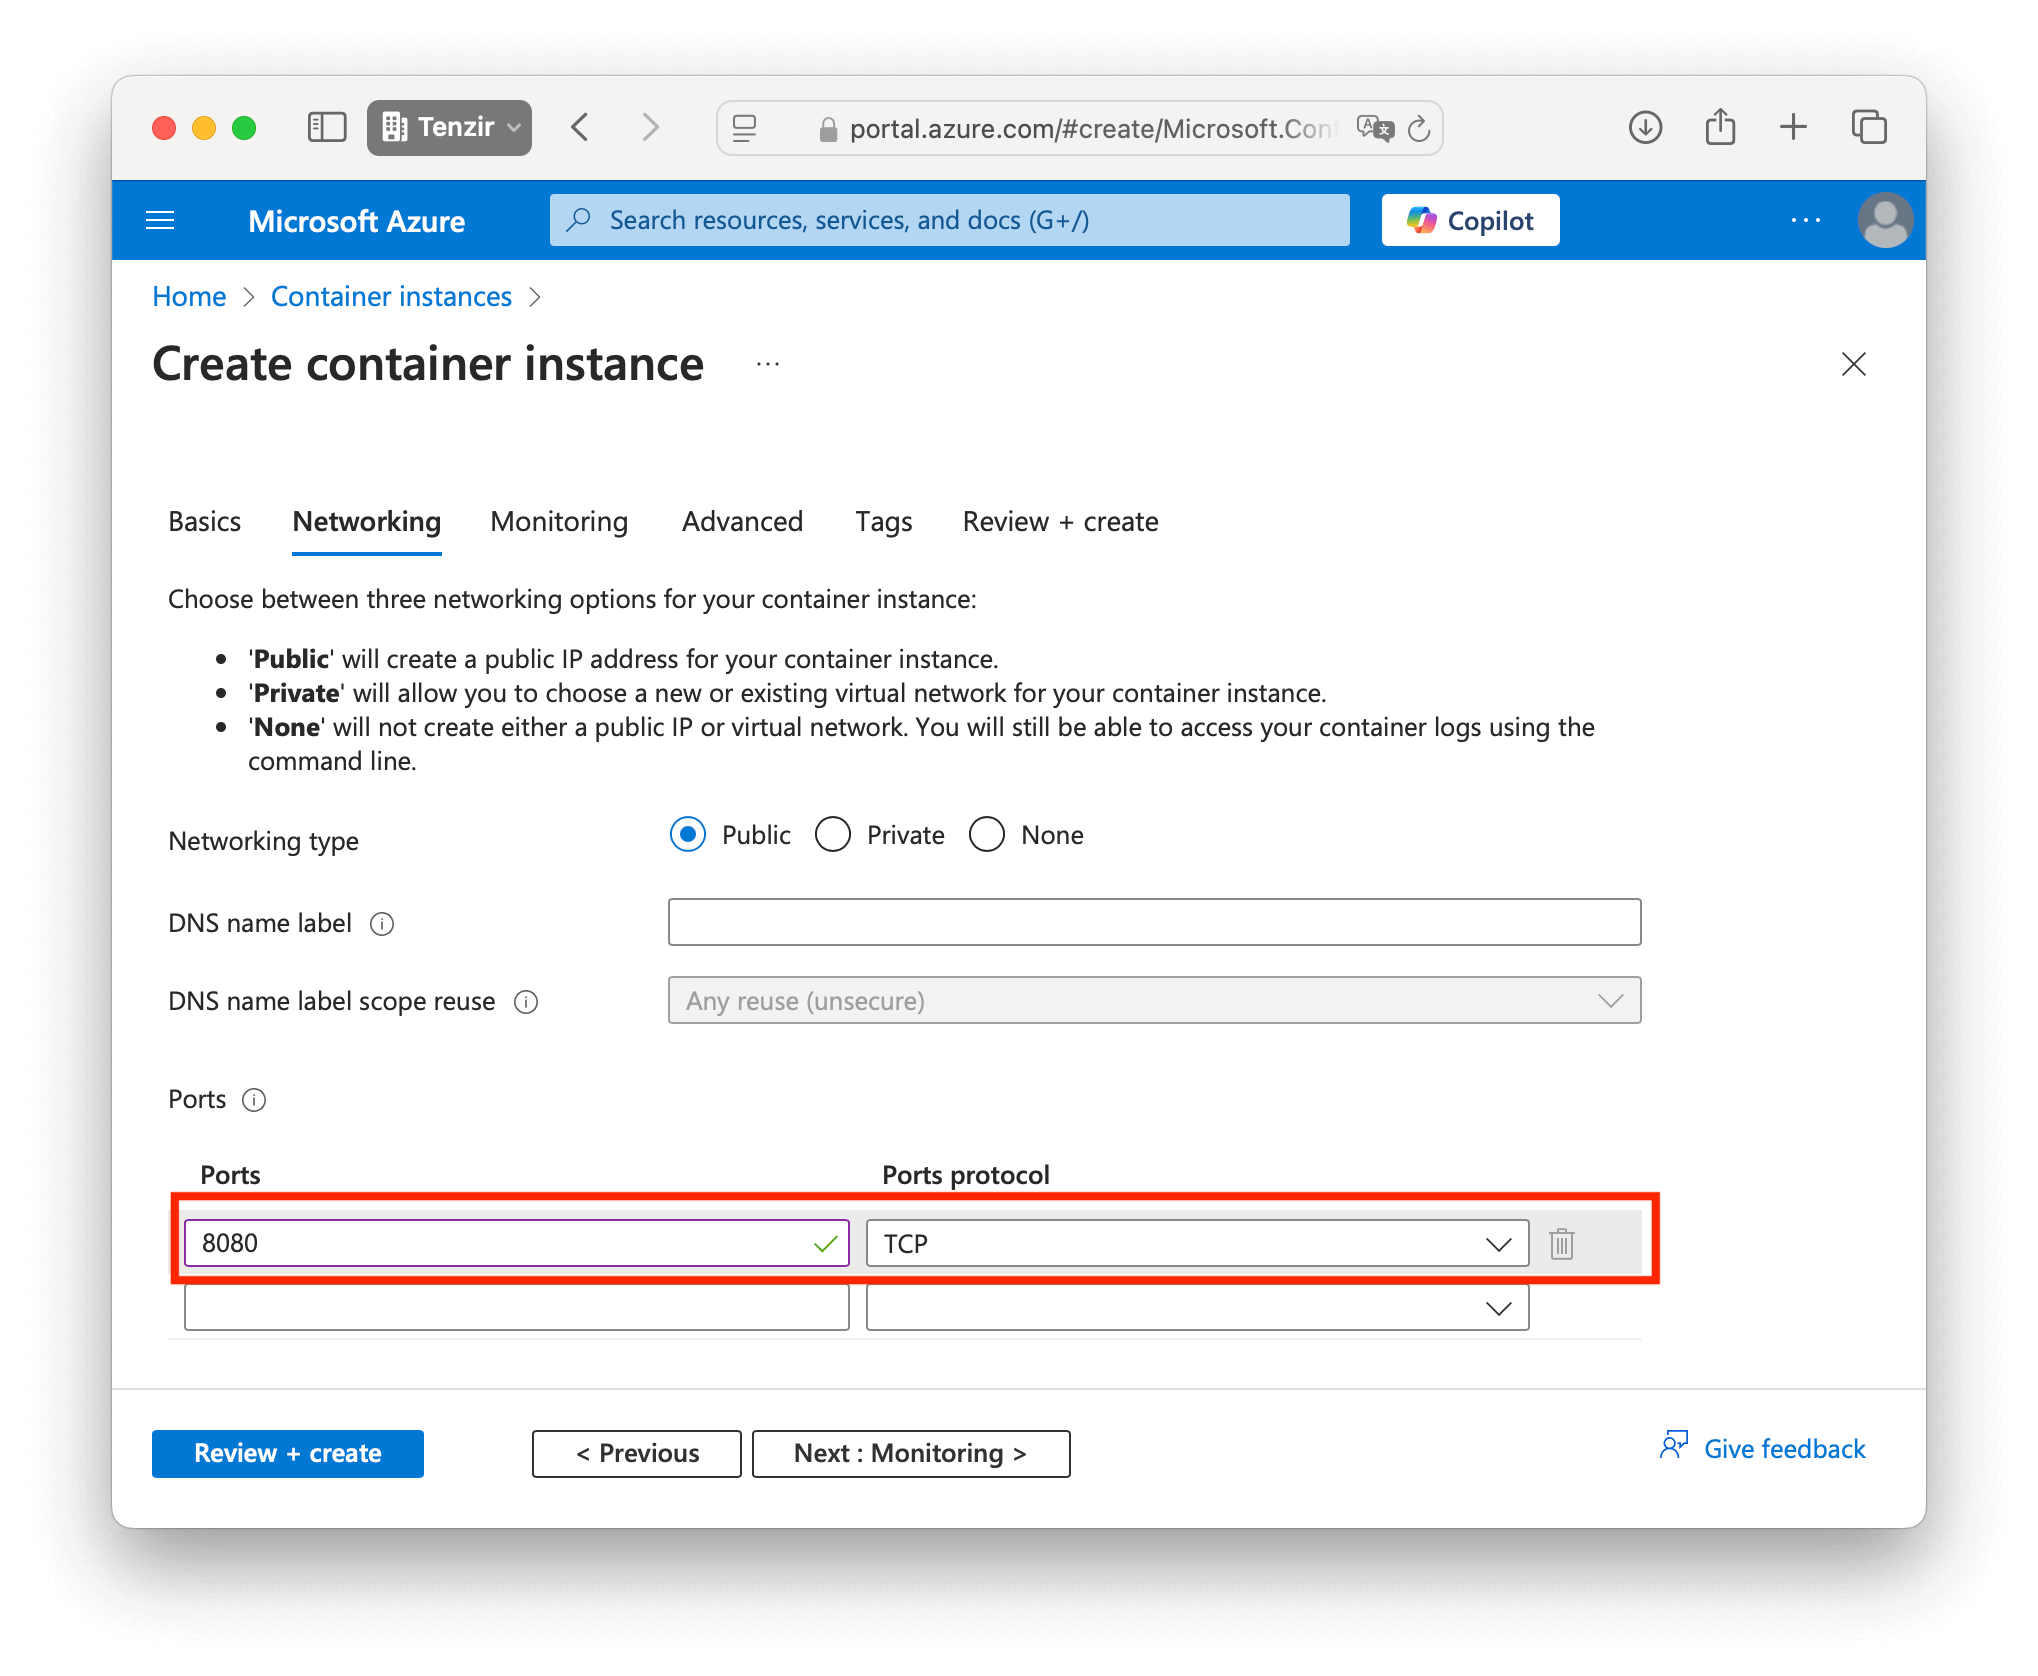 Tenzir
portal.azure.com/#create/Microsoft.Con
Microsoft Azure
Search resources, services, and docs (G+/)
Copilot
Home > Container instances >
Create container instance ...
Basics Networking Monitoring Advanced Tags Review + create
Choose between three networking options for your container instance:
• 'Public' will create a public IP address for your container instance.
• 'Private' will allow you to choose a new or existing virtual network for your container instance.
• 'None' will not create either a public IP or virtual network. You will still be able to access your container logs using the
command line.
Networking type Public Private None
DNS name label
DNS name label scope reuse Any reuse (unsecure)
Ports
Ports Ports protocol
8080 TCP
Review + create < Previous Next : Monitoring > Give feedback